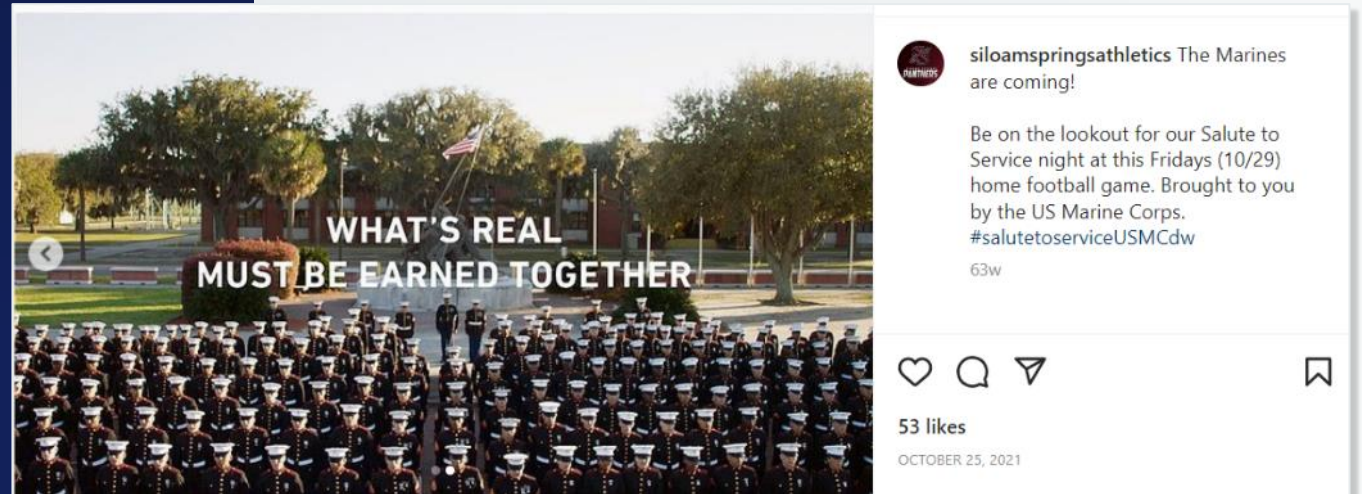 WHAT'S REAL
MUST BE EARNED TOGETHER
PANTHERS
siloamspringsathletics The Marines
are coming!
Be on the lookout for our Salute to
Service night at this Fridays (10/29)
home football game. Brought to you
by the US Marine Corps.
#salutetoserviceUSMCdw
63w
53 likes
OCTOBER 25, 2021